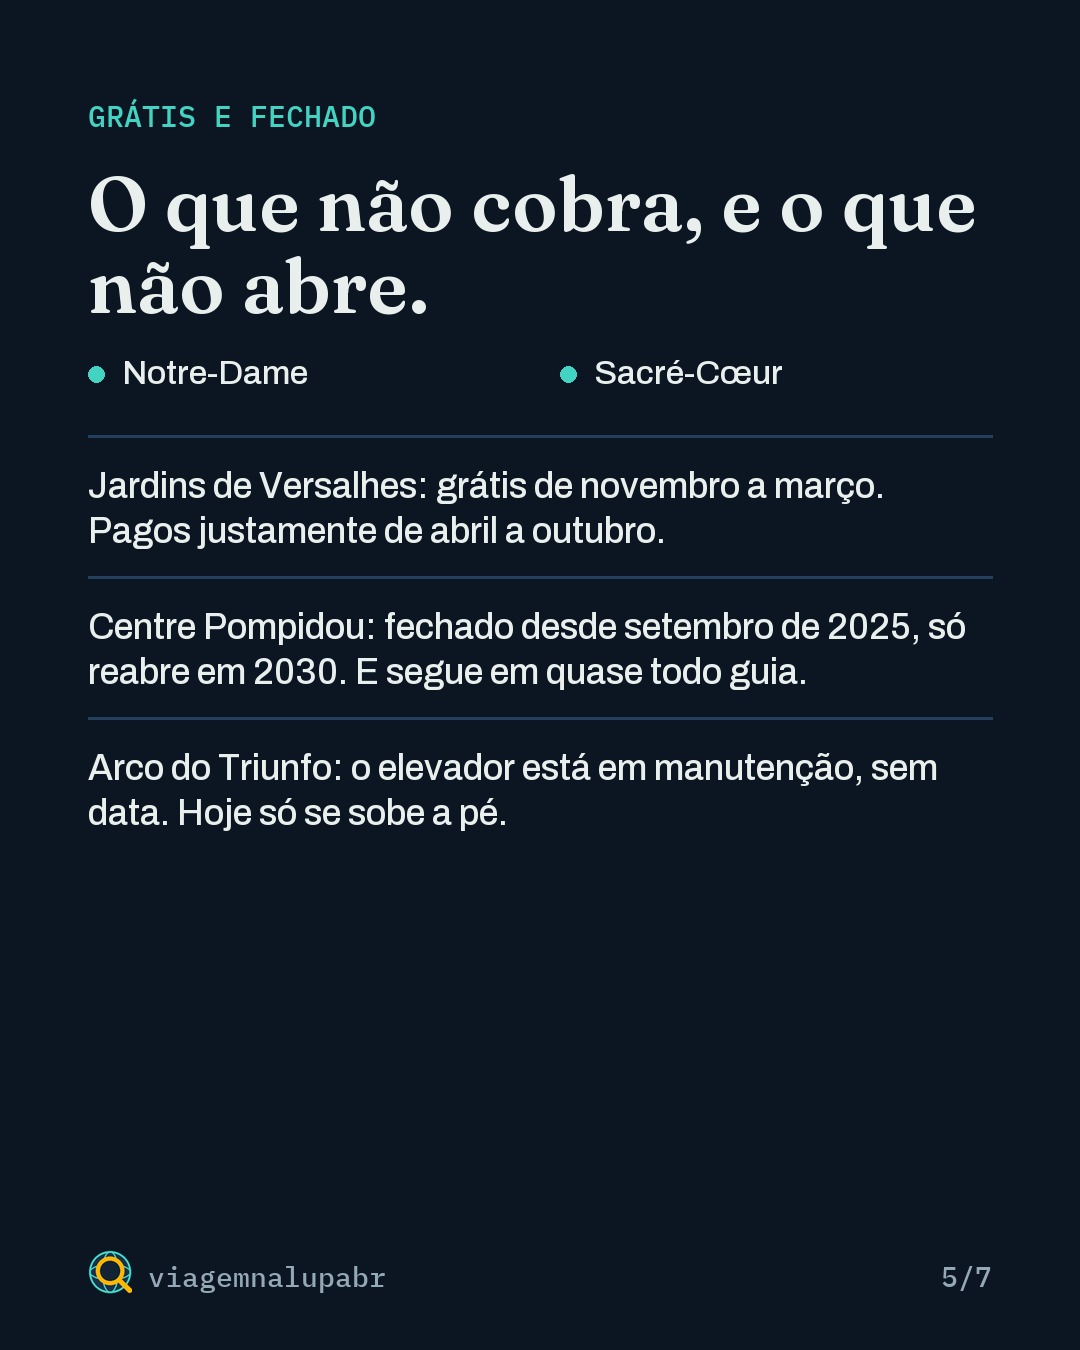 GRÁTIS E FECHADO
O que não cobra, e o que
não abre.
Notre-Dame
Sacré-Cœur
Jardins de Versalhes: grátis de novembro a março.
Pagos justamente de abril a outubro.
Centre Pompidou: fechado desde setembro de 2025, só
reabre em 2030. E segue em quase todo guia.
Arco do Triunfo: o elevador está em manutenção, sem
data. Hoje só se sobe a pé.
viagemnalupabr
5/7